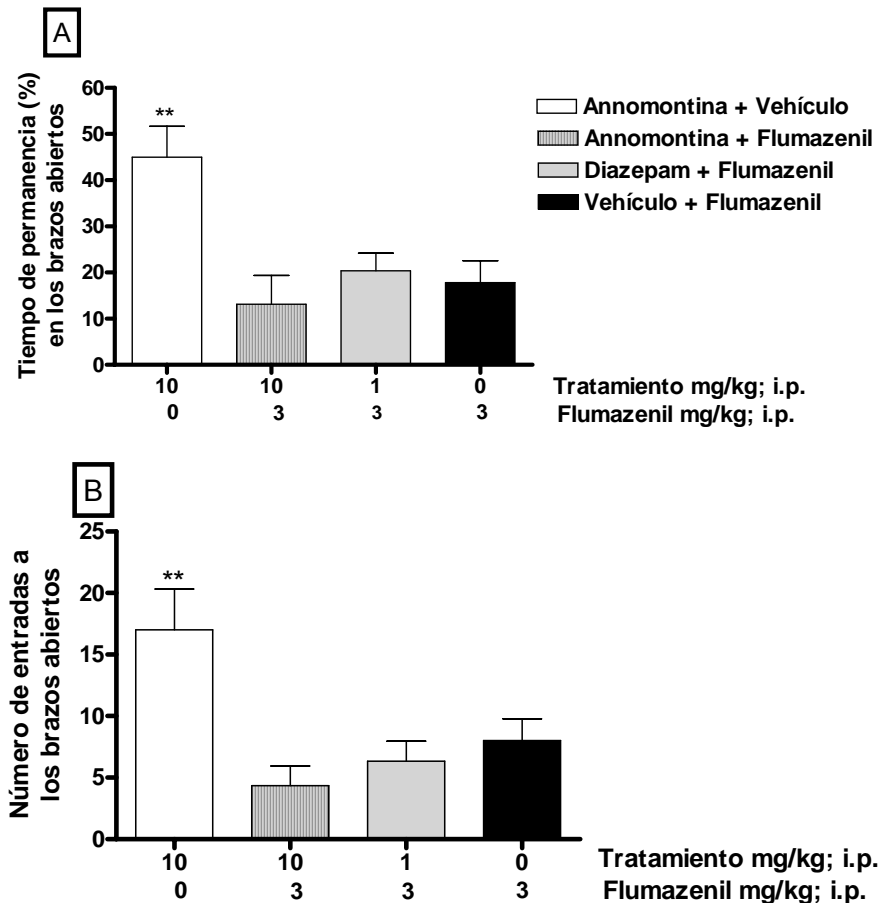 A
Tiempo de permanencia (%)
en los brazos abiertos
60
50
40
30
20
10
0
**
Annomontina + Vehículo
Annomontina + Flumazenil
Diazepam + Flumazenil
Vehículo + Flumazenil
10 10 1 0 Tratamiento mg/kg; i.p.
0 3 3 3 Flumazenil mg/kg; i.p.
B
Número de entradas a
los brazos abiertos
25
20
15
10
5
0
**
10 10 1 0 Tratamiento mg/kg; i.p.
0 3 3 3 Flumazenil mg/kg; i.p.